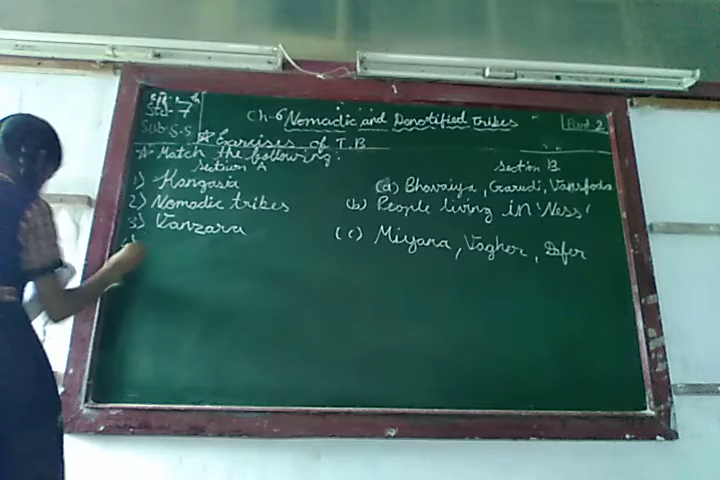 Std-7th
Sub-S.S
Ch-6 Nomadic and Denotified tribes
Part 2
* Exercises of T.B
* Match the following:
Section A
Section B
1) Kangasia
(a) Bhavaiya, Garudi, Vansfoda
2) Nomadic tribes
(b) People living in 'Ness'
3) Vanzara
(c) Miyana, Vagher, Dafer